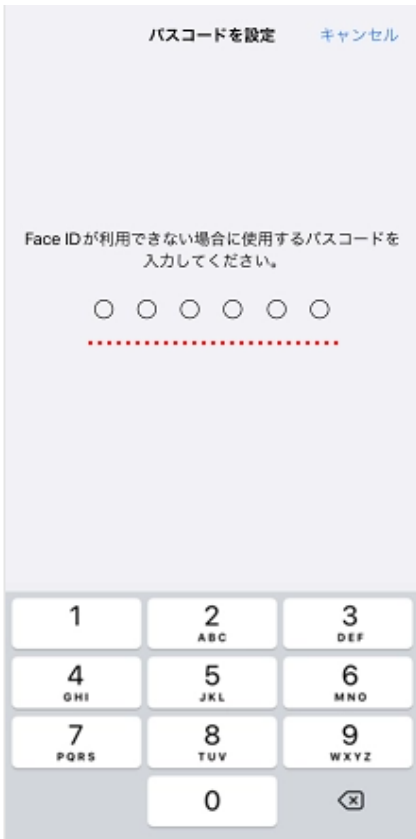 パスコードを設定 キャンセル
Face IDが利用できない場合に使用するパスコードを
入力してください。
1 2 3
ABC DEF
4 5 6
GHI JKL MNO
7 8 9
PQRS TUV WXYZ
0